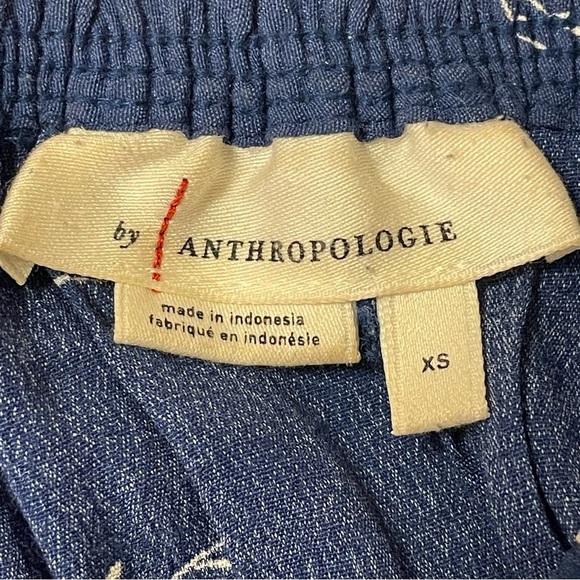 by ANTHROPOLOGIE
made in indonesia
fabriqué en indonésie
XS